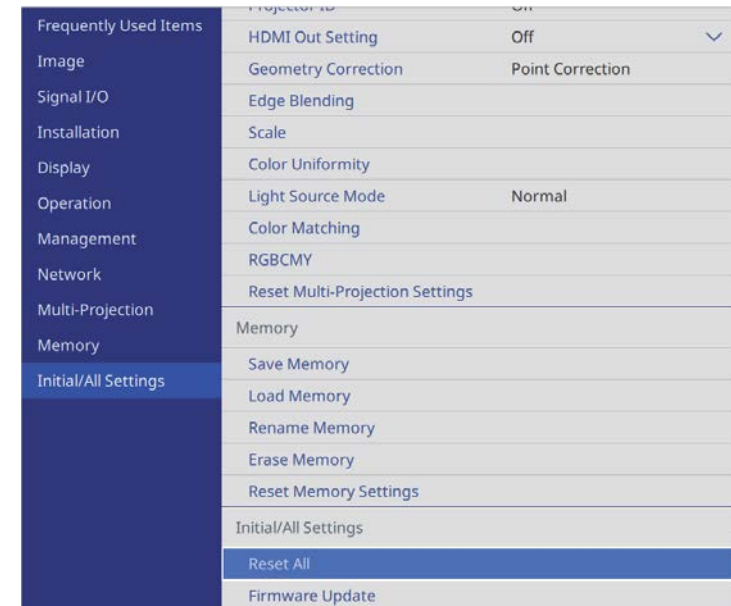 Frequently Used Items
Image
Signal I/O
Installation
Display
Operation
Management
Network
Multi-Projection
Memory
Initial/All Settings
Projector ID Off
HDMI Out Setting Off
Geometry Correction Point Correction
Edge Blending
Scale
Color Uniformity
Light Source Mode Normal
Color Matching
RGBCMY
Reset Multi-Projection Settings
Memory
Save Memory
Load Memory
Rename Memory
Erase Memory
Reset Memory Settings
Initial/All Settings
Reset All
Firmware Update